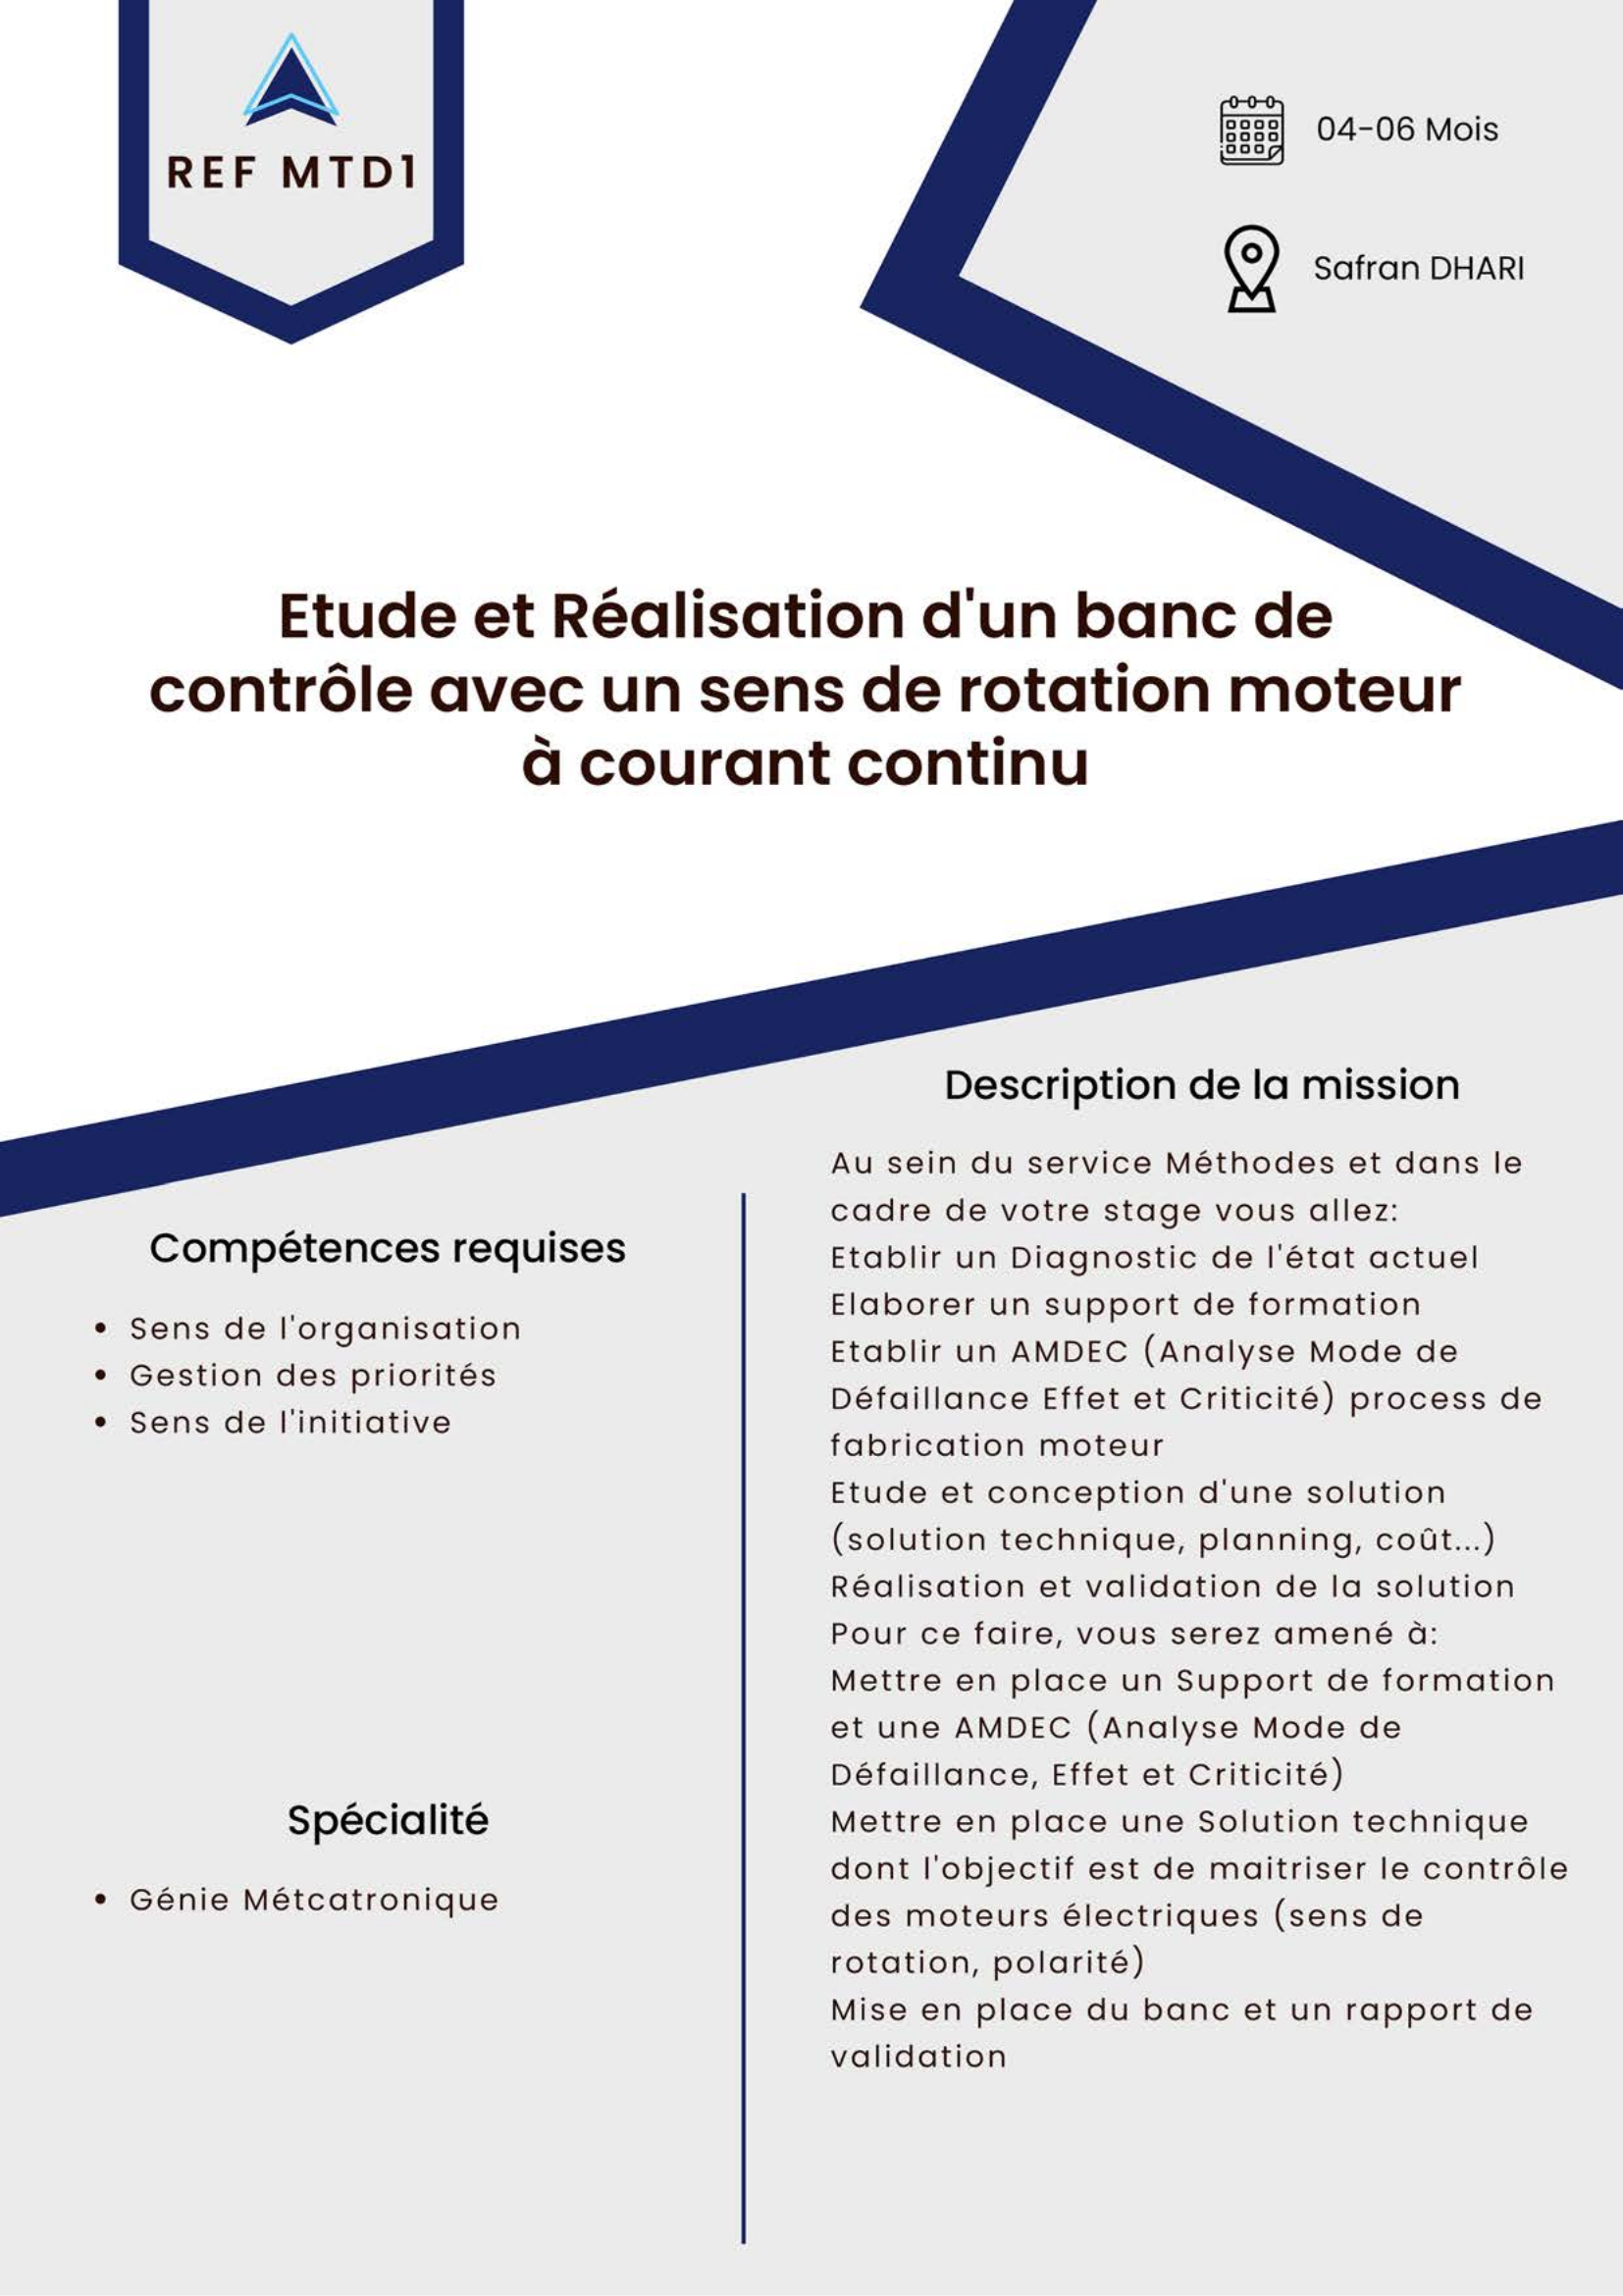 REF MTD1
04-06 Mois
Safran DHARI
Etude et Réalisation d'un banc de
contrôle avec un sens de rotation moteur
à courant continu
Compétences requises
• Sens de l'organisation
• Gestion des priorités
• Sens de l'initiative
Spécialité
• Génie Métcatronique
Description de la mission
Au sein du service Méthodes et dans le
cadre de votre stage vous allez:
Etablir un Diagnostic de l'état actuel
Elaborer un support de formation
Etablir un AMDEC (Analyse Mode de
Défaillance Effet et Criticité) process de
fabrication moteur
Etude et conception d'une solution
(solution technique, planning, coût...)
Réalisation et validation de la solution
Pour ce faire, vous serez amené à:
Mettre en place un Support de formation
et une AMDEC (Analyse Mode de
Défaillance, Effet et Criticité)
Mettre en place une Solution technique
dont l'objectif est de maitriser le contrôle
des moteurs électriques (sens de
rotation, polarité)
Mise en place du banc et un rapport de
validation